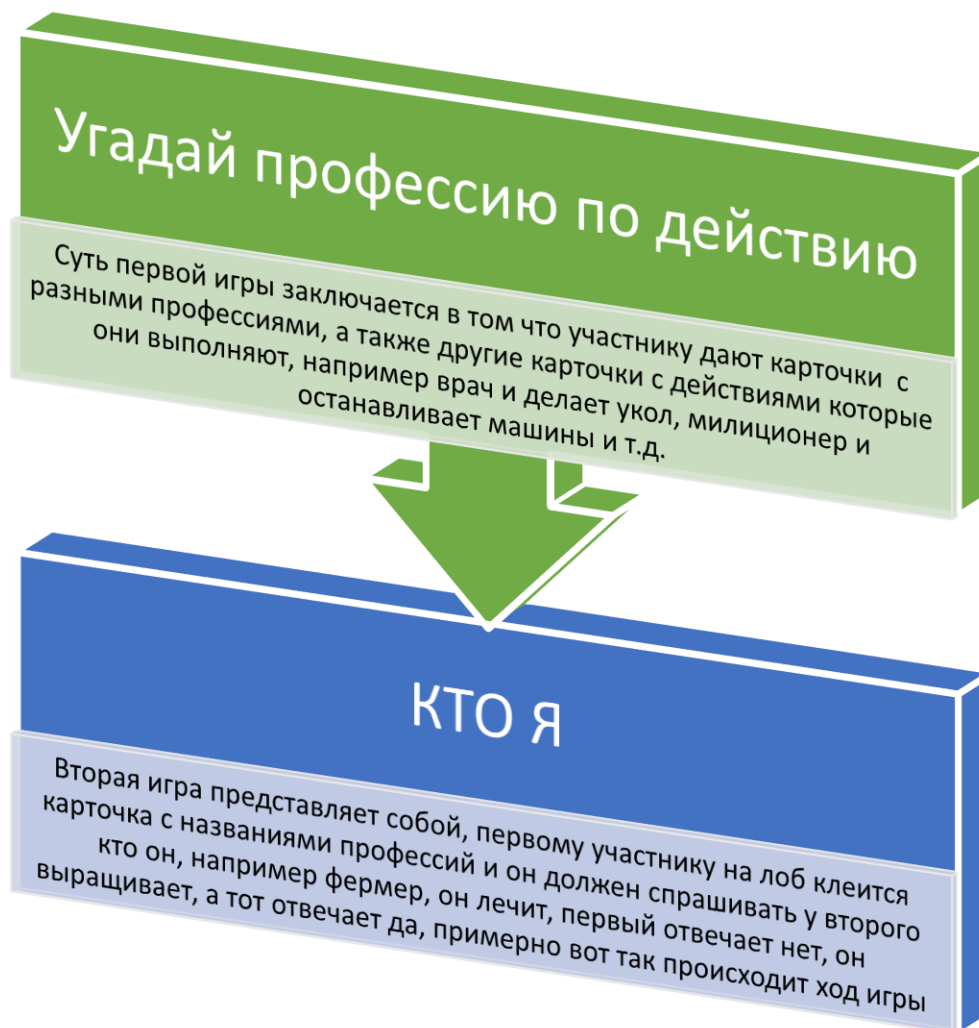 Угадай профессию по действию
Суть первой игры заключается в том что участнику дают карточки с
разными профессиями, а также другие карточки с действиями которые
они выполняют, например врач и делает укол, милиционер и
останавливает машины и т.д.
КТО Я
Вторая игра представляет собой, первому участнику на лоб клеится
карточка с названиями профессий и он должен спрашивать у второго
кто он, например фермер, он лечит, первый отвечает нет, он
выращивает, а тот отвечает да, примерно вот так происходит ход игры